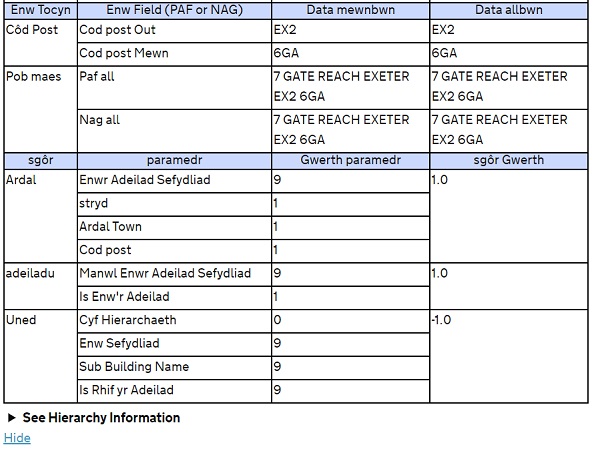 Enw Tocyn Enw Field (PAF or NAG) Data mewnbwn Data allbwn
Côd Post Cod post Out EX2 EX2
Cod post Mewn 6GA 6GA
Pob maes Paf all 7 GATE REACH EXETER 7 GATE REACH EXETER
EX2 6GA EX2 6GA
Nag all 7 GATE REACH EXETER 7 GATE REACH EXETER
EX2 6GA EX2 6GA
sgôr paramedr Gwerth paramedr sgôr Gwerth
Ardal Enwr Adeilad Sefydliad 9 1.0
stryd 1
Ardal Town 1
Cod post 1
adeiladu Manwl Enwr Adeilad Sefydliad 9 1.0
Is Enw'r Adeilad 1
Uned Cyf Hierarchaeth 0 -1.0
Enw Sefydliad 9
Sub Building Name 9
Is Rhif yr Adeilad 9
▶ See Hierarchy Information
Hide